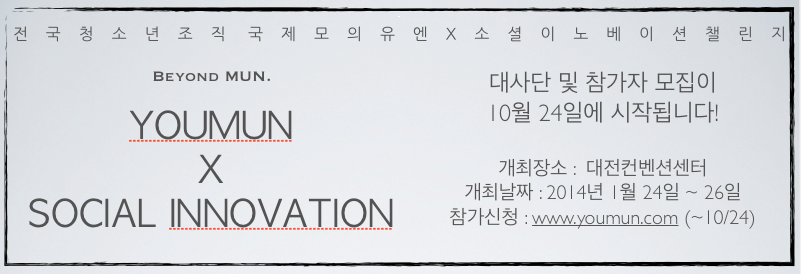 전국청소년조직국제모의유엔X소셜이노베이션챌린지
BEYOND MUN.
YOUMUN
X
SOCIAL INNOVATION
대사단 및 참가자 모집이
10월 24일에 시작됩니다!
개최장소 : 대전컨벤션센터
개최날짜 : 2014년 1월 24일 ~ 26일
참가신청 : www.youmun.com (~10/24)